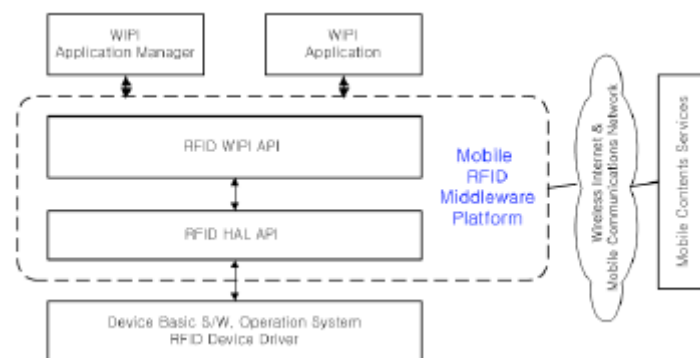 WIPI
Application Manager
WIPI
Application
RFID WIPI API
Mobile
RFID
Middleware
Platform
RFID HAL API
Device Basic S/W, Operation System
RFID Device Driver
Wireless Internet &
Mobile Communications Network
Mobile Contents Services